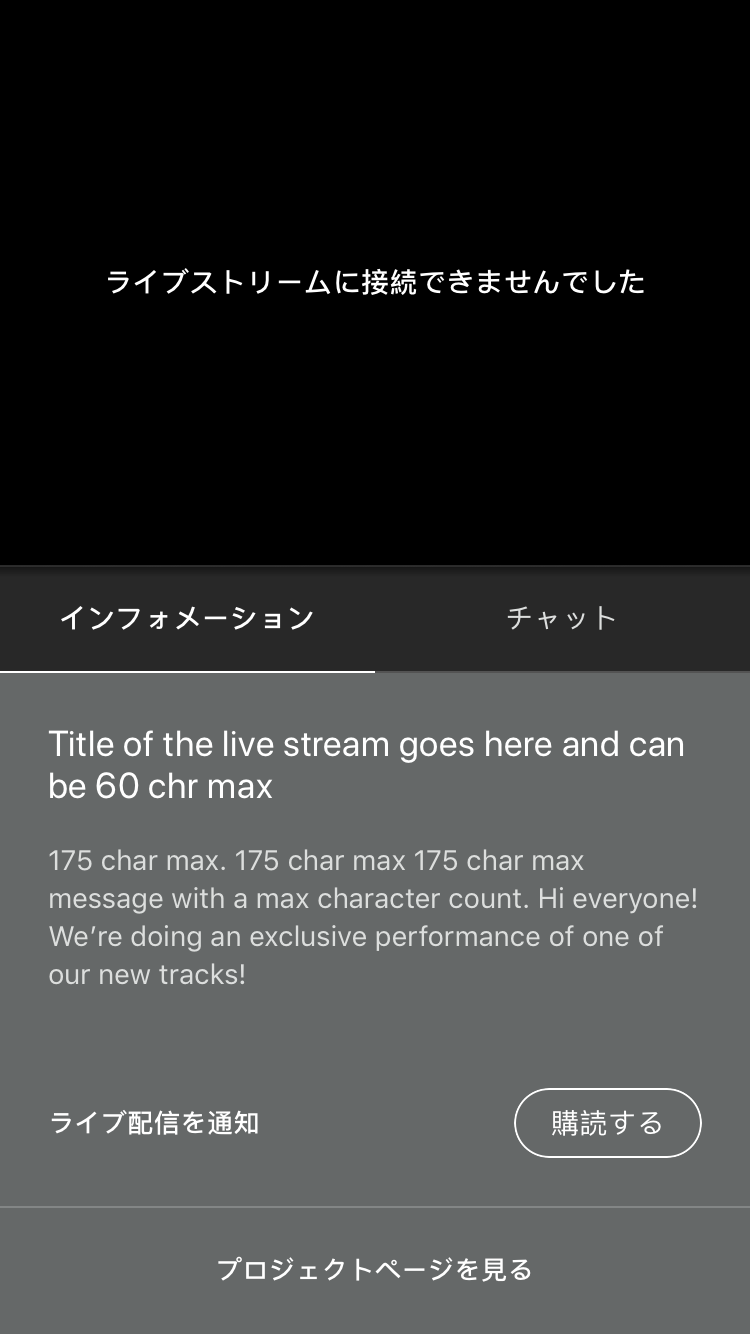 ライブストリームに接続できませんでした
インフォメーション
チャット
Title of the live stream goes here and can
be 60 chr max
175 char max. 175 char max 175 char max
message with a max character count. Hi everyone!
We’re doing an exclusive performance of one of
our new tracks!
ライブ配信を通知
購読する
プロジェクトページを見る